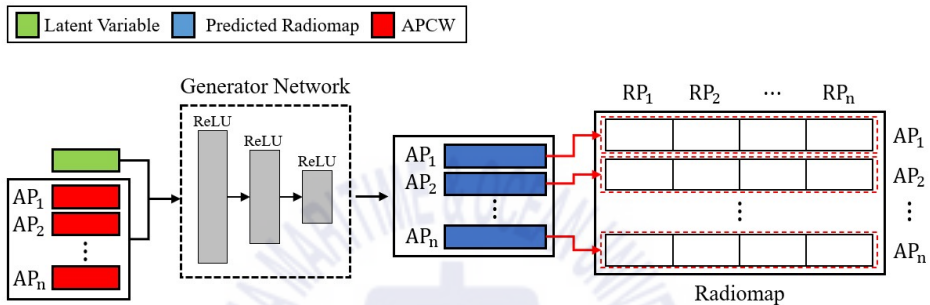 Latent Variable Predicted Radiomap APCW
Generator Network
ReLU
ReLU
ReLU
AP₁
AP₂
⋮
APₙ
AP₁
AP₂
⋮
APₙ
RP₁ RP₂ ⋯ RPₙ
AP₁
AP₂
⋮
⋮
APₙ
Radiomap